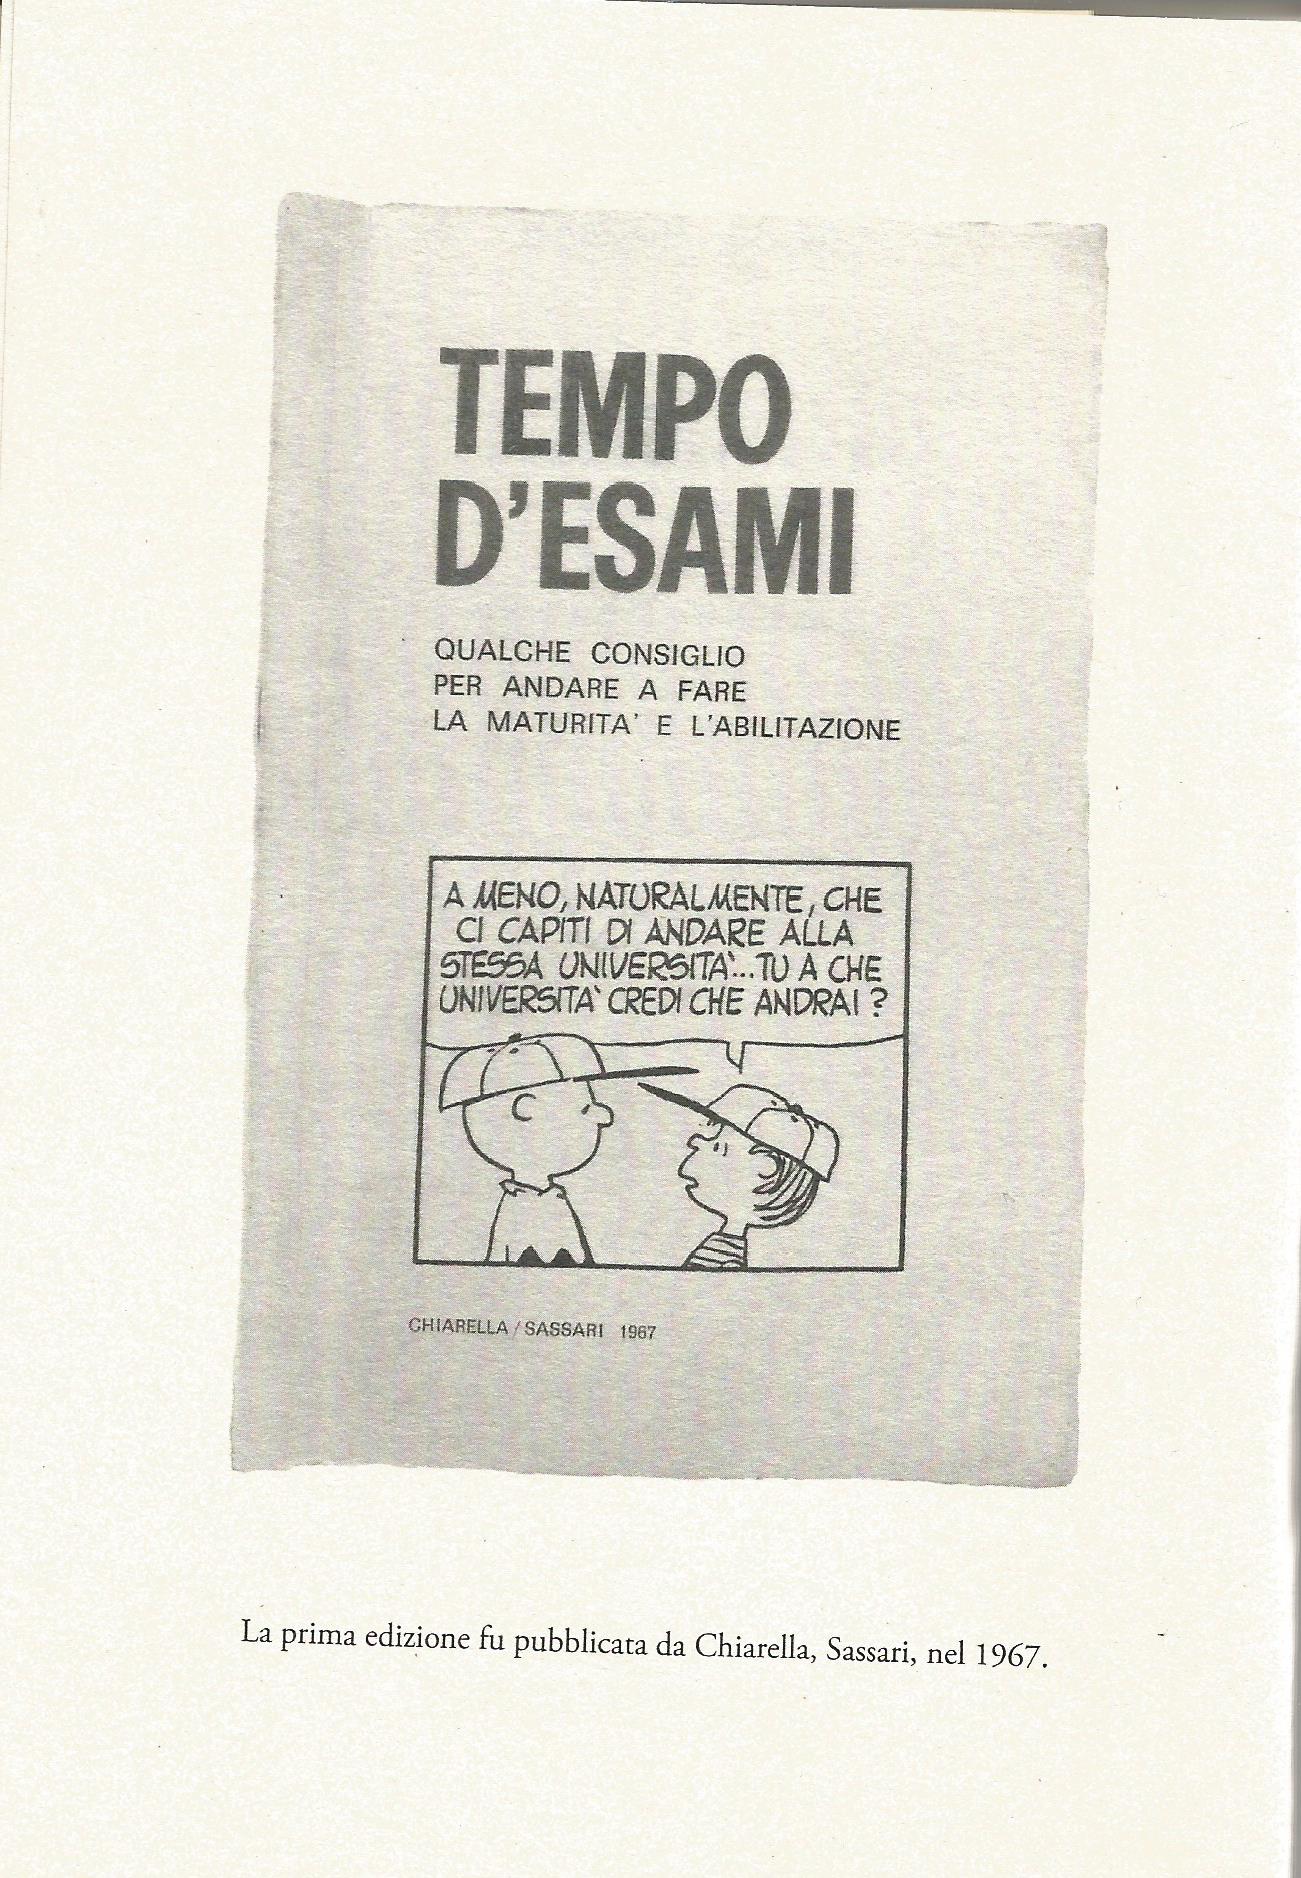 TEMPO
D'ESAMI
QUALCHE CONSIGLIO
PER ANDARE A FARE
LA MATURITA' E L'ABILITAZIONE
A MENO, NATURALMENTE, CHE
CI CAPITI DI ANDARE ALLA
STESSA UNIVERSITA'...TU A CHE
UNIVERSITA' CREDI CHE ANDRAI ?
CHIARELLA / SASSARI 1967
La prima edizione fu pubblicata da Chiarella, Sassari, nel 1967.